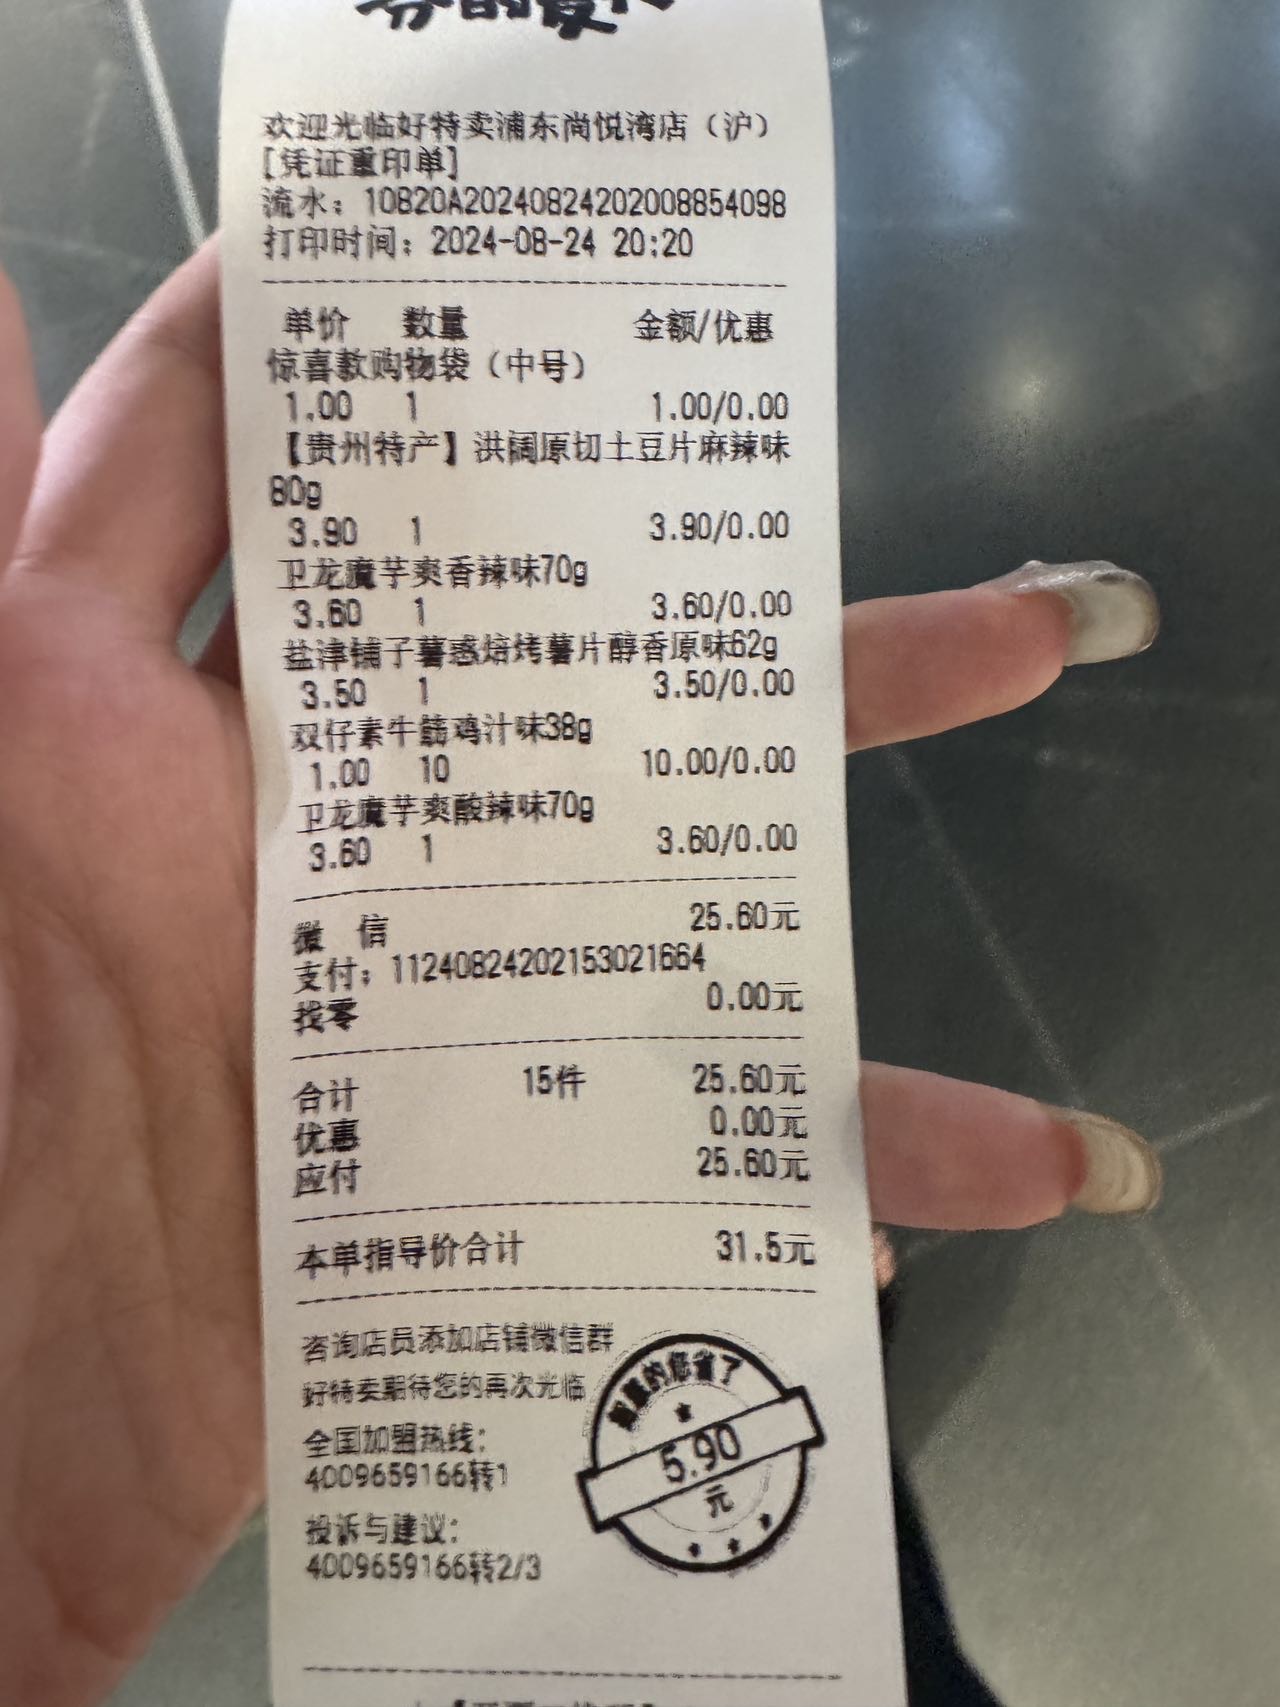 欢迎光临好特卖浦东尚悦湾店（沪）
[凭证重印单]
流水：10820A20240824202008854098
打印时间：2024-08-24 20:20
单价 数量 金额/优惠
惊喜款购物袋（中号）
1.00 1 1.00/0.00
【贵州特产】洪阔原切土豆片麻辣味
80g
3.90 1 3.90/0.00
卫龙魔芋爽香辣味70g
3.60 1 3.60/0.00
盐津铺子薯惑焙烤薯片醇香原味62g
3.50 1 3.50/0.00
双仔素牛筋鸡汁味38g
1.00 10 10.00/0.00
卫龙魔芋爽酸辣味70g
3.60 1 3.60/0.00
微 信 25.60元
支付：11240824202153021664
找零 0.00元
合计 15件 25.60元
优惠 0.00元
应付 25.60元
本单指导价合计 31.5元
咨询店员添加店铺微信群
好特卖期待您的再次光临
全国加盟热线：
4009659166转1
投诉与建议：
4009659166转2/3
的您省了
5.90
元